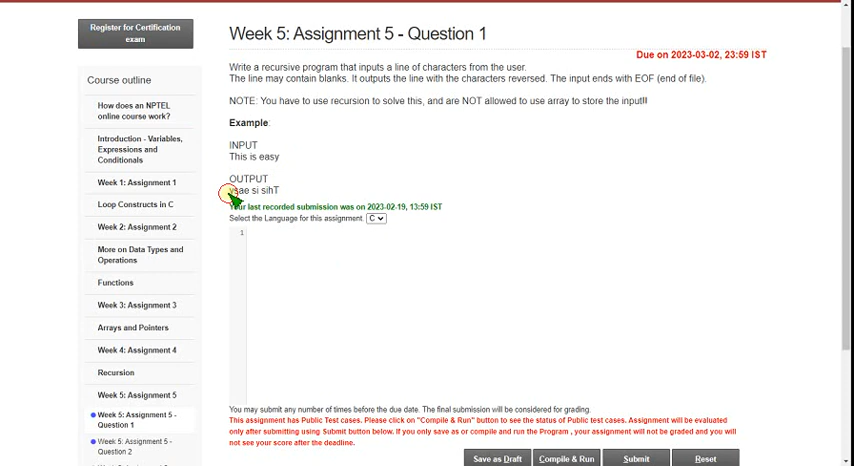 Register for Certification
exam
Week 5: Assignment 5 - Question 1
Due on 2023-03-02, 23:59 IST
Course outline
How does an NPTEL
online course work?
Introduction - Variables,
Expressions and
Conditionals
Week 1: Assignment 1
Loop Constructs in C
Week 2: Assignment 2
More on Data Types and
Operations
Functions
Week 3: Assignment 3
Arrays and Pointers
Week 4: Assignment 4
Recursion
Week 5: Assignment 5
Week 5: Assignment 5 -
Question 1
Week 5: Assignment 5 -
Question 2
Write a recursive program that inputs a line of characters from the user.
The line may contain blanks. It outputs the line with the characters reversed. The input ends with EOF (end of file).
NOTE: You have to use recursion to solve this, and are NOT allowed to use array to store the input!!
Example:
INPUT
This is easy
OUTPUT
ysae si sihT
Your last recorded submission was on 2023-02-19, 13:59 IST
Select the Language for this assignment. C
1
You may submit any number of times before the due date. The final submission will be considered for grading.
This assignment has Public Test cases. Please click on "Compile & Run" button to see the status of Public test cases. Assignment will be evaluated
only after submitting using Submit button below. If you only save as or compile and run the Program , your assignment will not be graded and you will
not see your score after the deadline.
Save as Draft
Compile & Run
Submit
Reset